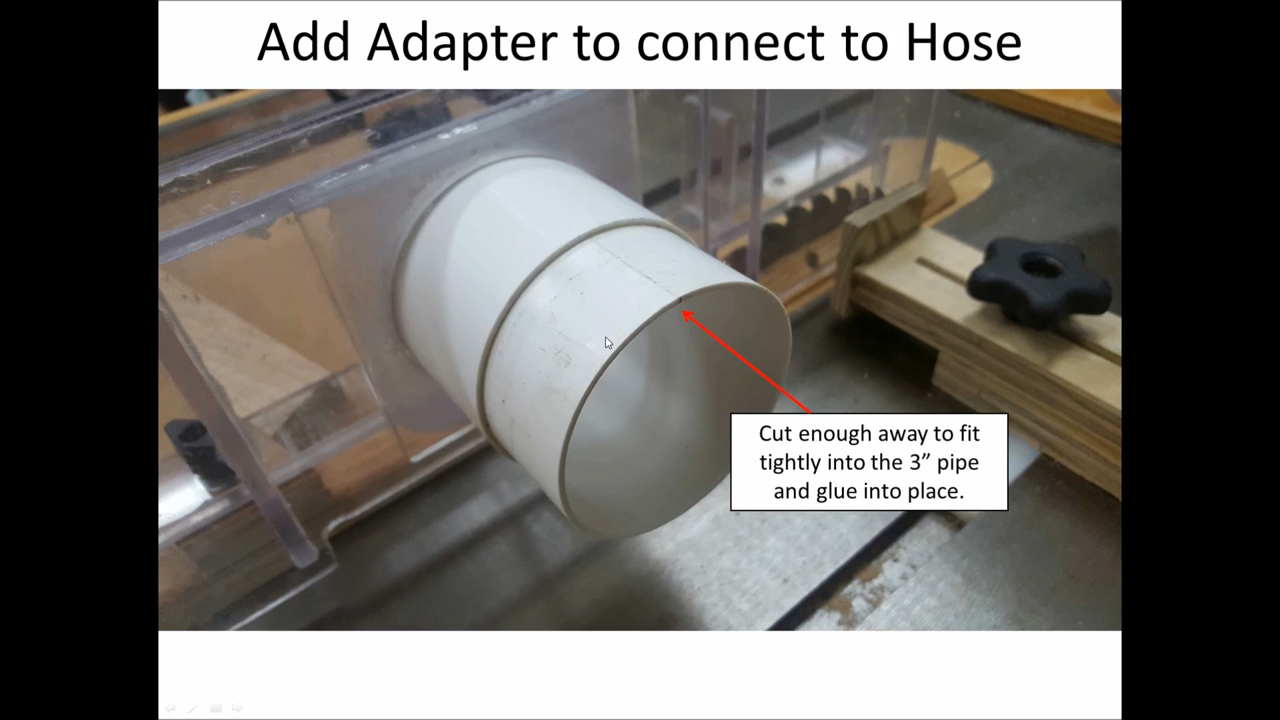 Add Adapter to connect to Hose
Cut enough away to fit
tightly into the 3” pipe
and glue into place.